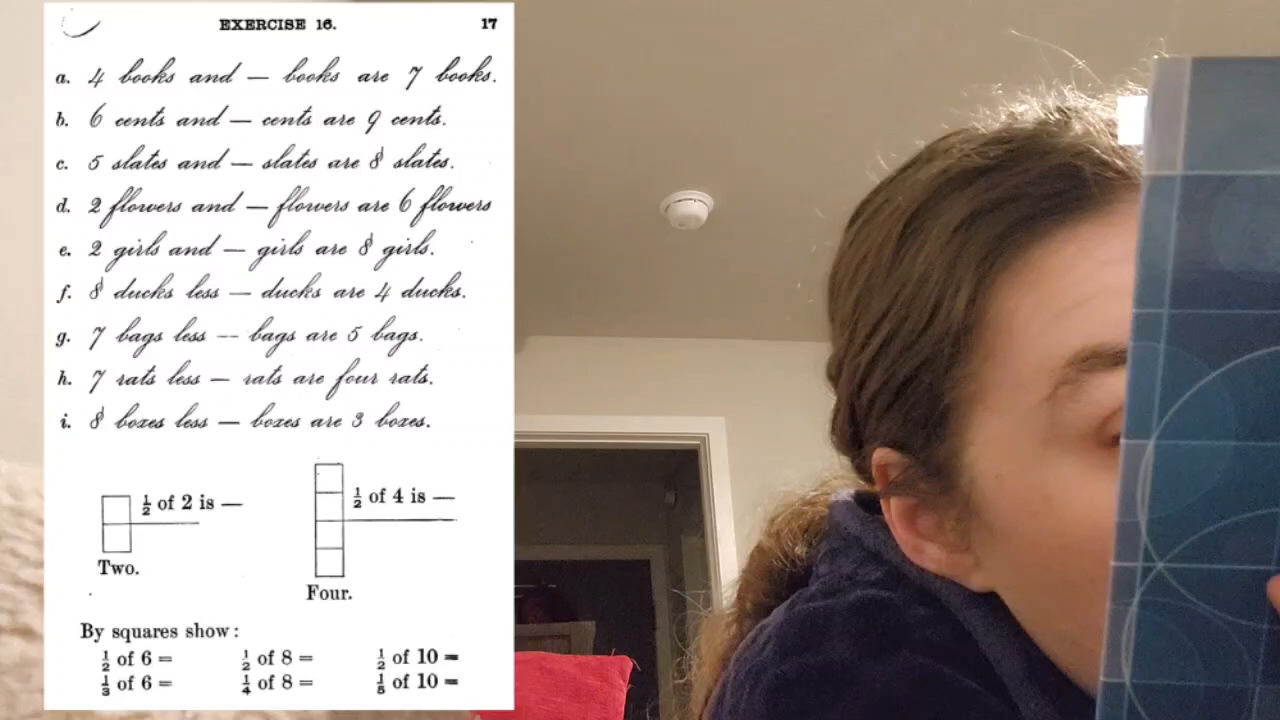 EXERCISE 16. 17
a. 4 books and — books are 7 books.
b. 6 cents and — cents are 9 cents.
c. 5 slates and — slates are 8 slates.
d. 2 flowers and — flowers are 6 flowers
e. 2 girls and — girls are 8 girls.
f. 8 ducks less — ducks are 4 ducks.
g. 7 bags less -- bags are 5 bags.
h. 7 rats less — rats are four rats.
i. 8 boxes less — boxes are 3 boxes.
½ of 2 is — ½ of 4 is —
Two.
Four.
By squares show:
½ of 6 = ½ of 8 = ½ of 10 =
⅓ of 6 = ¼ of 8 = ⅕ of 10 =